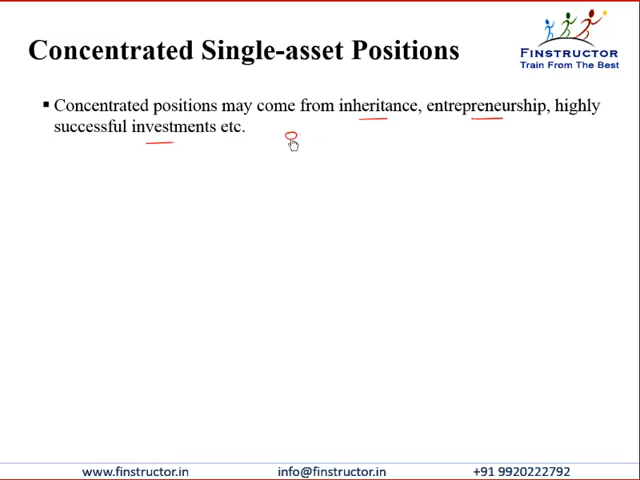 Concentrated Single-asset Positions
FINSTRUCTOR
Train From The Best
▪ Concentrated positions may come from inheritance, entrepreneurship, highly
successful investments etc.
www.finstructor.in info@finstructor.in +91 9920222792